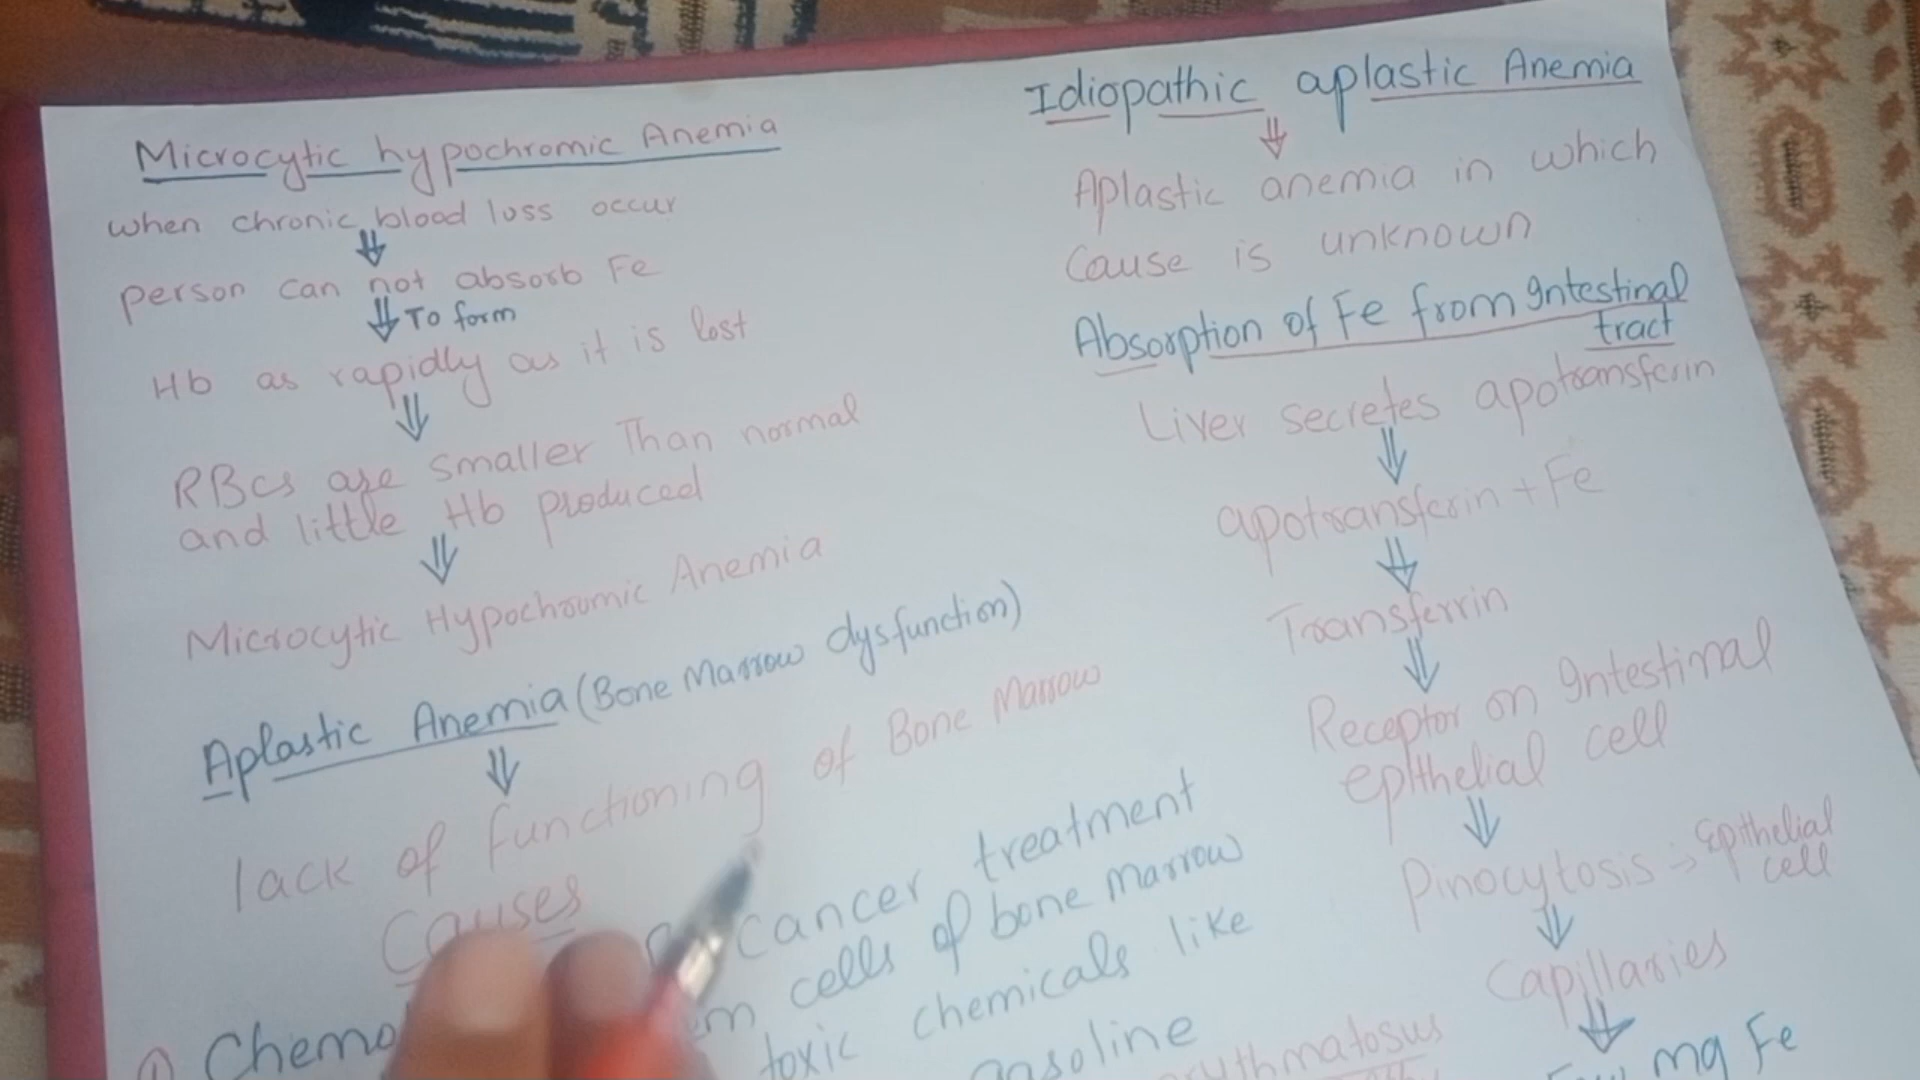 Microcytic hypochromic Anemia
when chronic blood loss occur
person can not absorb Fe
To form
Hb as rapidly as it is lost
RBCs are smaller Than normal
and little Hb produced
Microcytic Hypochromic Anemia
Aplastic Anemia (Bone Marrow dysfunction)
lack of functioning of Bone Marrow
Causes
① Chemo cancer treatment
cells of bone marrow
toxic chemicals like
gasoline
Idiopathic aplastic Anemia
Aplastic anemia in which
Cause is unknown
Absorption of Fe from Intestinal
tract
Liver secretes apotransferin
apotransferin + Fe
Transferrin
Receptor on Intestinal
epithelial cell
Pinocytosis → Epithelial
cell
Capillaries
mg Fe